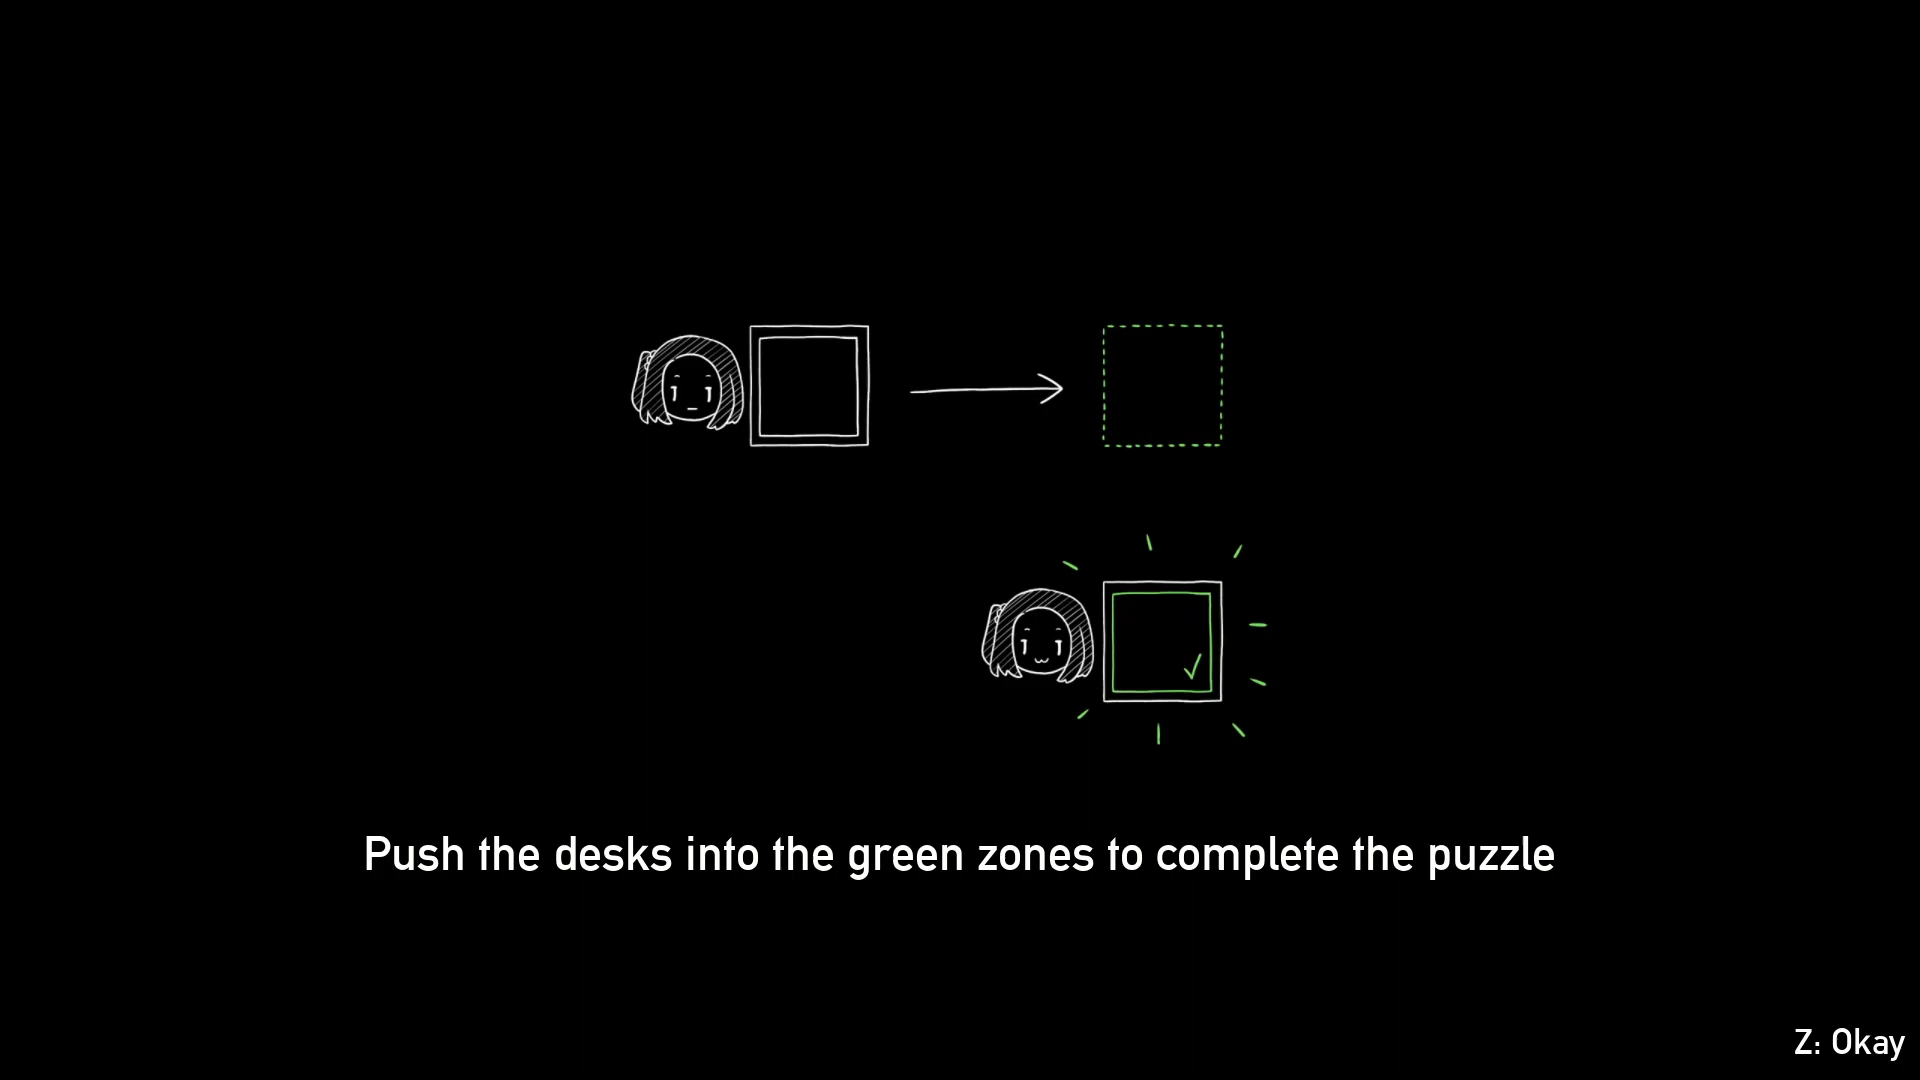 Push the desks into the green zones to complete the puzzle
Z: Okay